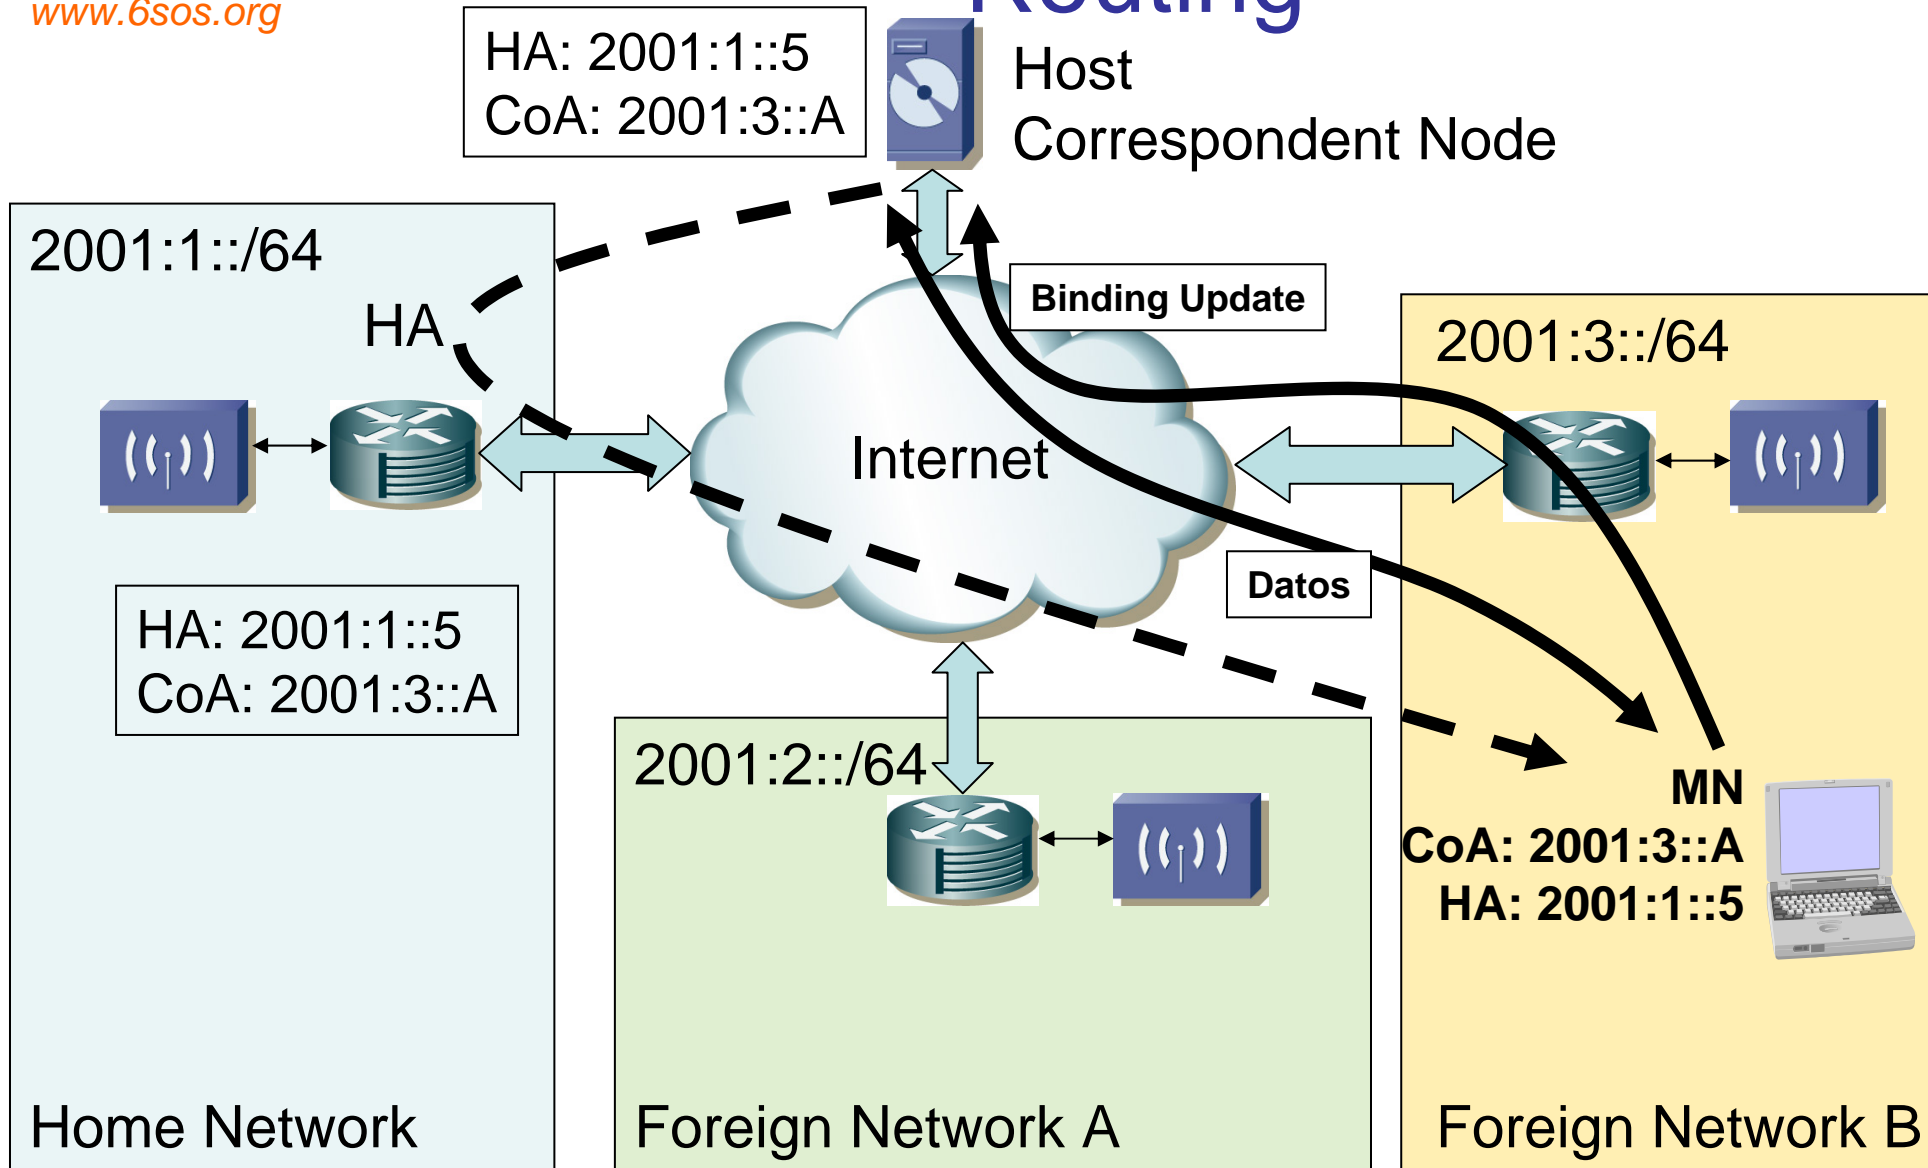 www.6sos.org
Routing
HA: 2001:1::5
CoA: 2001:3::A
Host
Correspondent Node
2001:1::/64
HA
Binding Update
2001:3::/64
Internet
Datos
HA: 2001:1::5
CoA: 2001:3::A
2001:2::/64
MN
CoA: 2001:3::A
HA: 2001:1::5
Home Network
Foreign Network A
Foreign Network B